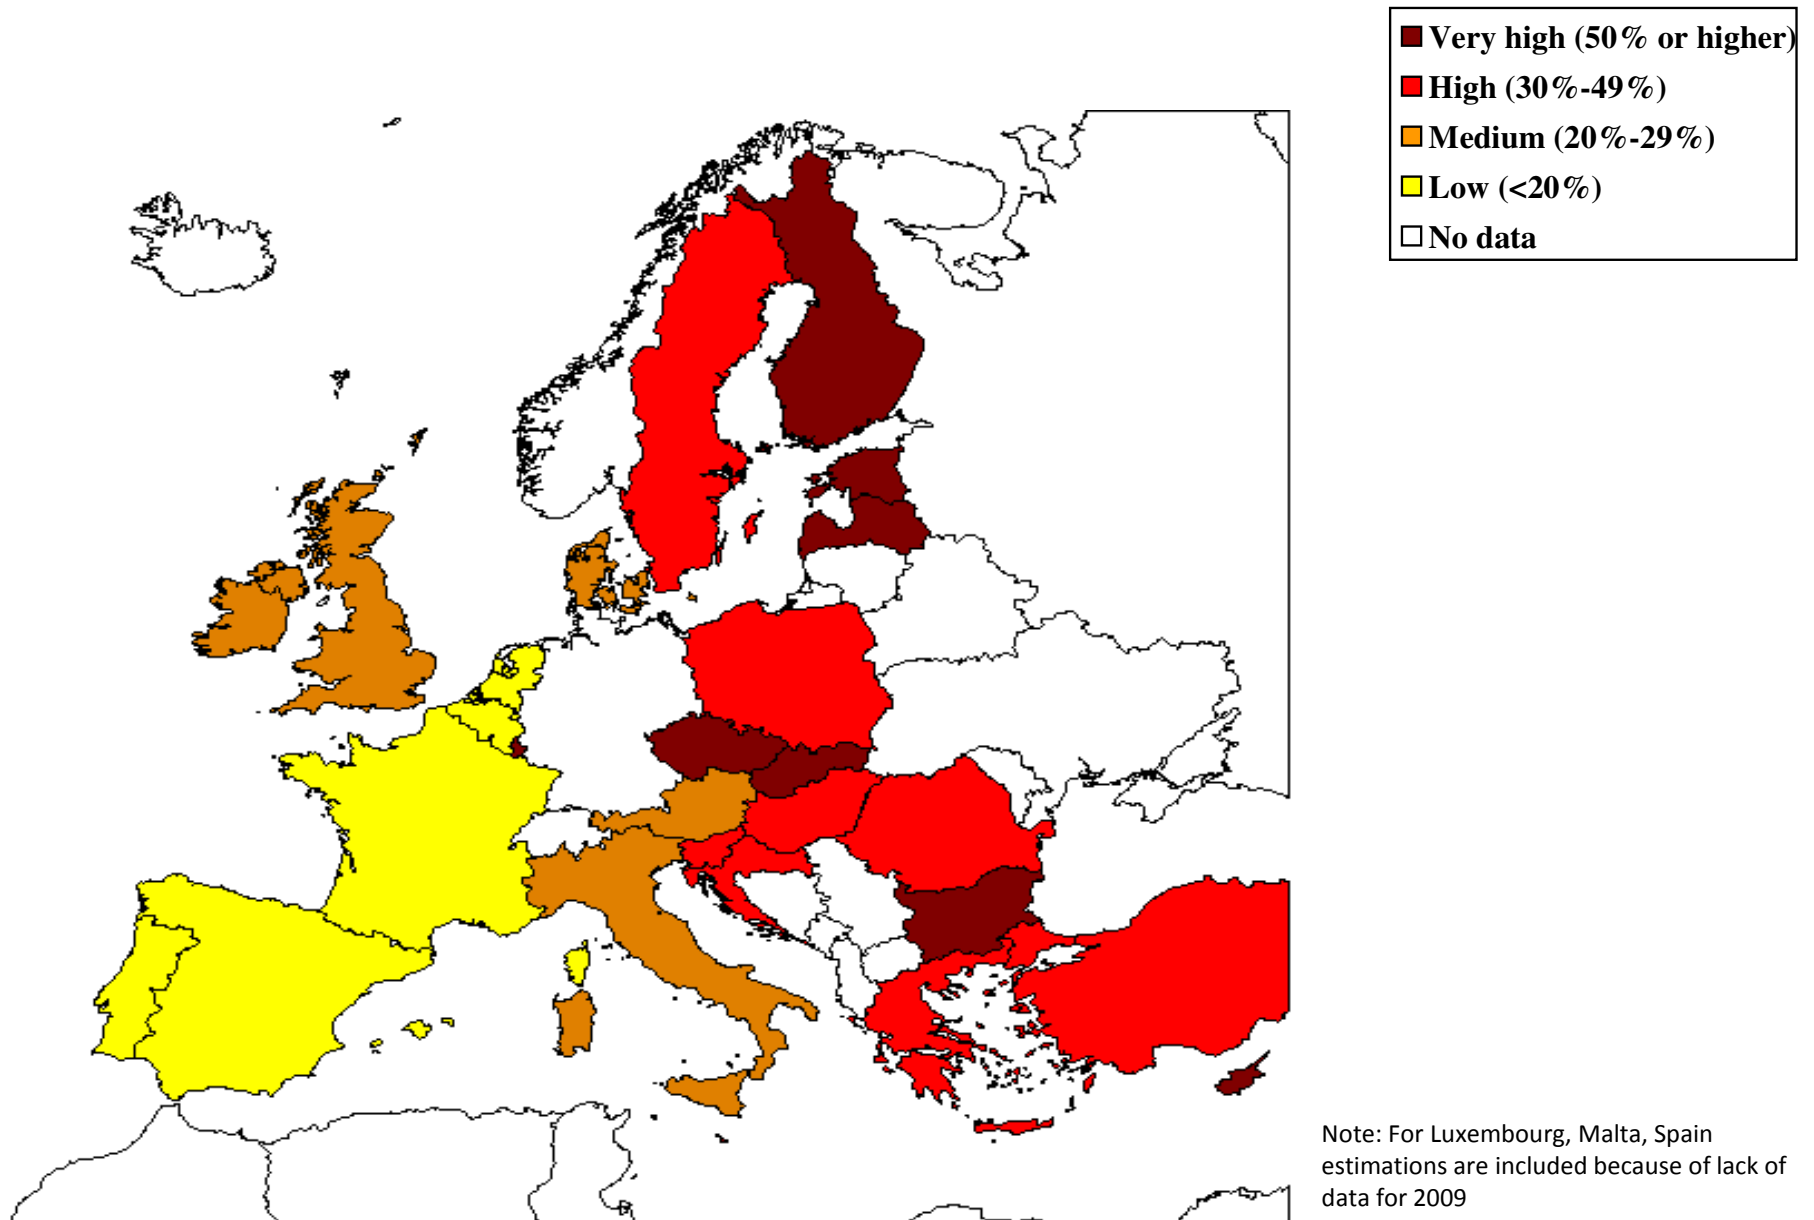 Very high (50% or higher)
High (30%-49%)
Medium (20%-29%)
Low (<20%)
No data
Note: For Luxembourg, Malta, Spain
estimations are included because of lack of
data for 2009